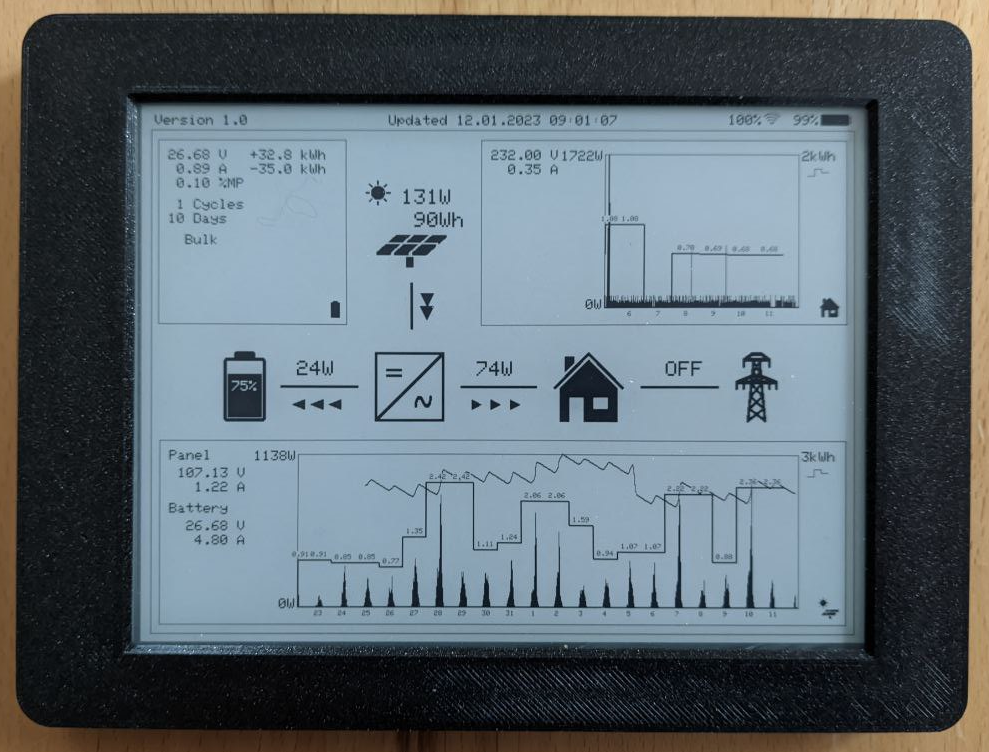 Version 1.0 Updated 12.01.2023 09:01:07 100% 99%
26.68 V +32.8 kWh
0.89 A -35.0 kWh
0.10 %MP
1 Cycles
10 Days
Bulk
131W
90Wh
232.00 V 1722W 2kWh
0.35 A
1.08 1.08
0.70 0.69 0.68 0.68
0W
6 7 8 9 10 11
75% 24W = ~ 74W OFF
Panel 1138W 3kWh
107.13 V
1.22 A
Battery
26.68 V
4.80 A
2.42 2.42
2.22 2.22 2.36 2.36
2.06 2.06
1.35 1.59
1.11 1.24
0.91 0.91 0.85 0.85 0.77 0.94 1.07 1.07 0.88
0W
23 24 25 26 27 28 29 30 31 1 2 3 4 5 6 7 8 9 10 11